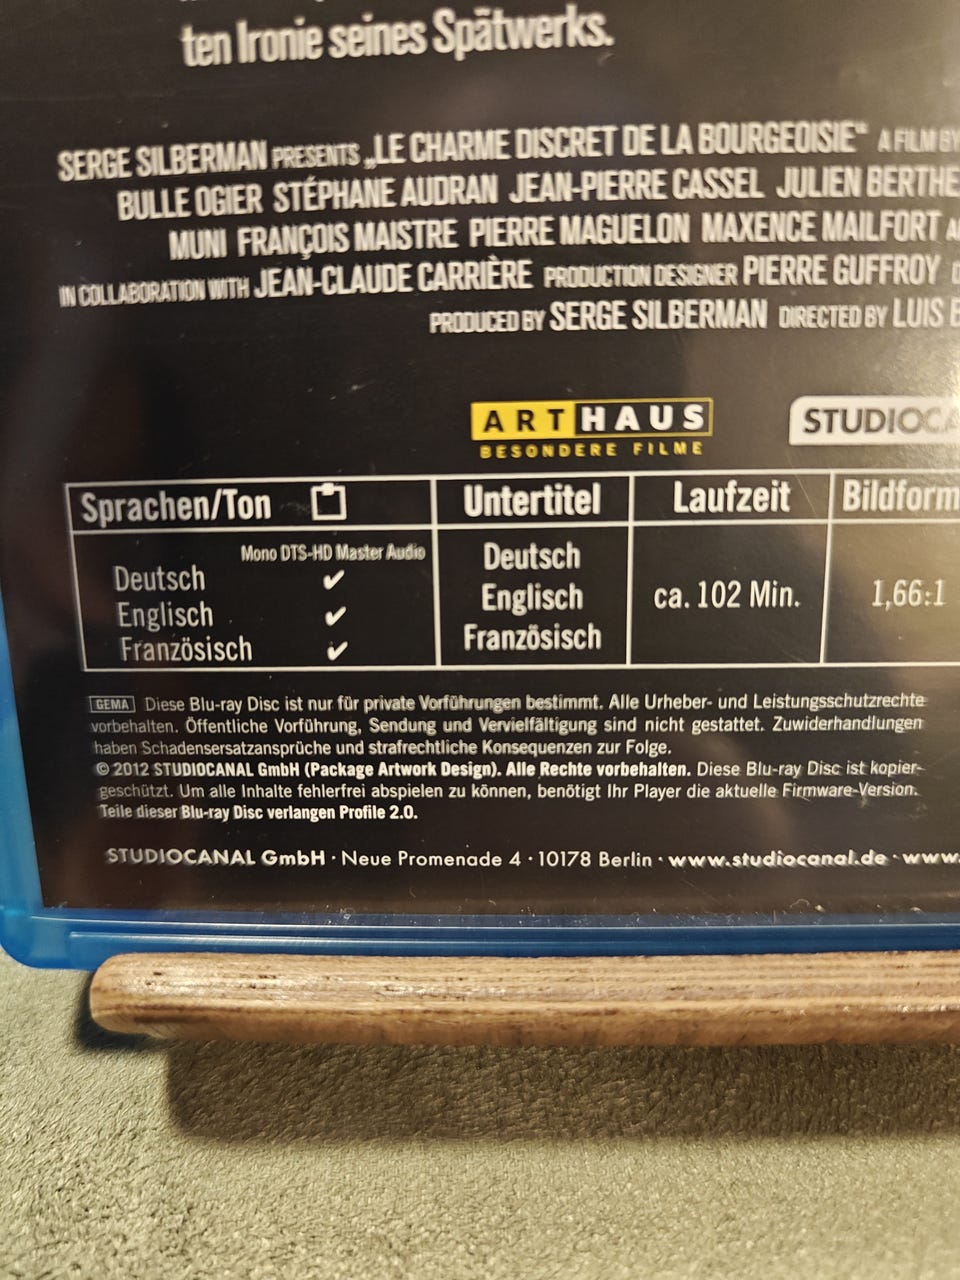 ten Ironie seines Spätwerks.
SERGE SILBERMAN PRESENTS „LE CHARME DISCRET DE LA BOURGEOISIE“ A FILM BY
BULLE OGIER STÉPHANE AUDRAN JEAN-PIERRE CASSEL JULIEN BERTHE
MUNI FRANÇOIS MAISTRE PIERRE MAGUELON MAXENCE MAILFORT
IN COLLABORATION WITH JEAN-CLAUDE CARRIÈRE PRODUCTION DESIGNER PIERRE GUFFROY
PRODUCED BY SERGE SILBERMAN DIRECTED BY LUIS
ARTHAUS STUDIOCA
BESONDERE FILME
Sprachen/Ton Untertitel Laufzeit Bildform
Mono DTS-HD Master Audio
Deutsch ✔ Deutsch
Englisch ✔ Englisch ca. 102 Min. 1,66:1
Französisch ✔ Französisch
GEMA Diese Blu-ray Disc ist nur für private Vorführungen bestimmt. Alle Urheber- und Leistungsschutzrechte
vorbehalten. Öffentliche Vorführung, Sendung und Vervielfältigung sind nicht gestattet. Zuwiderhandlungen
haben Schadensersatzansprüche und strafrechtliche Konsequenzen zur Folge.
© 2012 STUDIOCANAL GmbH (Package Artwork Design). Alle Rechte vorbehalten. Diese Blu-ray Disc ist kopier-
geschützt. Um alle Inhalte fehlerfrei abspielen zu können, benötigt Ihr Player die aktuelle Firmware-Version.
Teile dieser Blu-ray Disc verlangen Profile 2.0.
STUDIOCANAL GmbH · Neue Promenade 4 · 10178 Berlin · www.studiocanal.de · www.